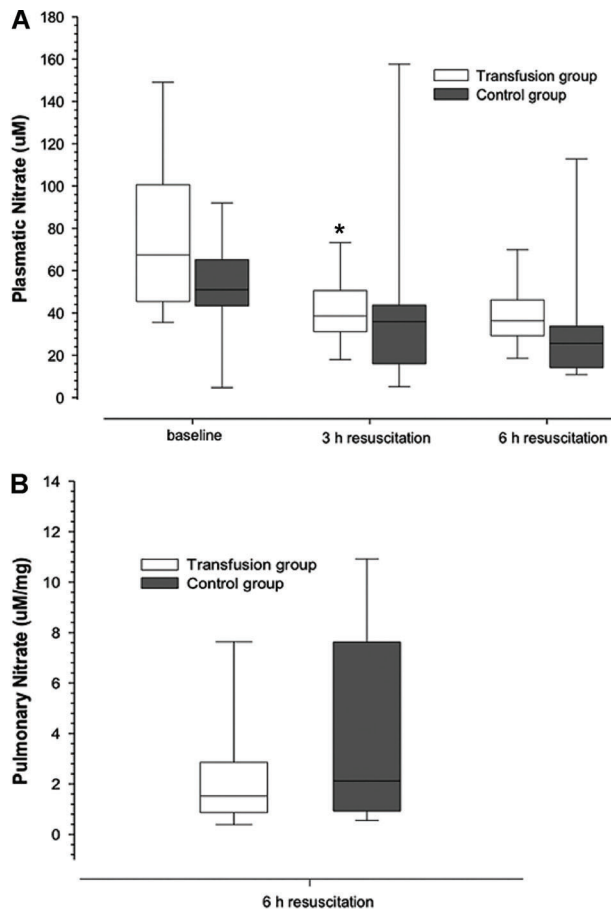 A
Plasmatic Nitrate (uM)
180
160
140
120
100
80
60
40
20
0
Transfusion group
Control group
*
baseline
3 h resuscitation
6 h resuscitation
B
Pulmonary Nitrate (uM/mg)
14
12
10
8
6
4
2
0
Transfusion group
Control group
6 h resuscitation